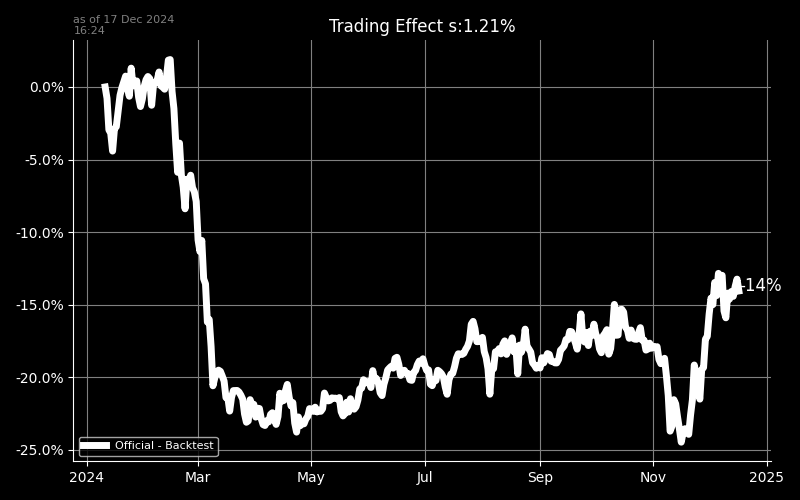 as of 17 Dec 2024
16:24
Trading Effect s:1.21%
0.0%
-5.0%
-10.0%
-15.0%
-20.0%
-25.0%
-14%
Official - Backtest
2024
Mar
May
Jul
Sep
Nov
2025